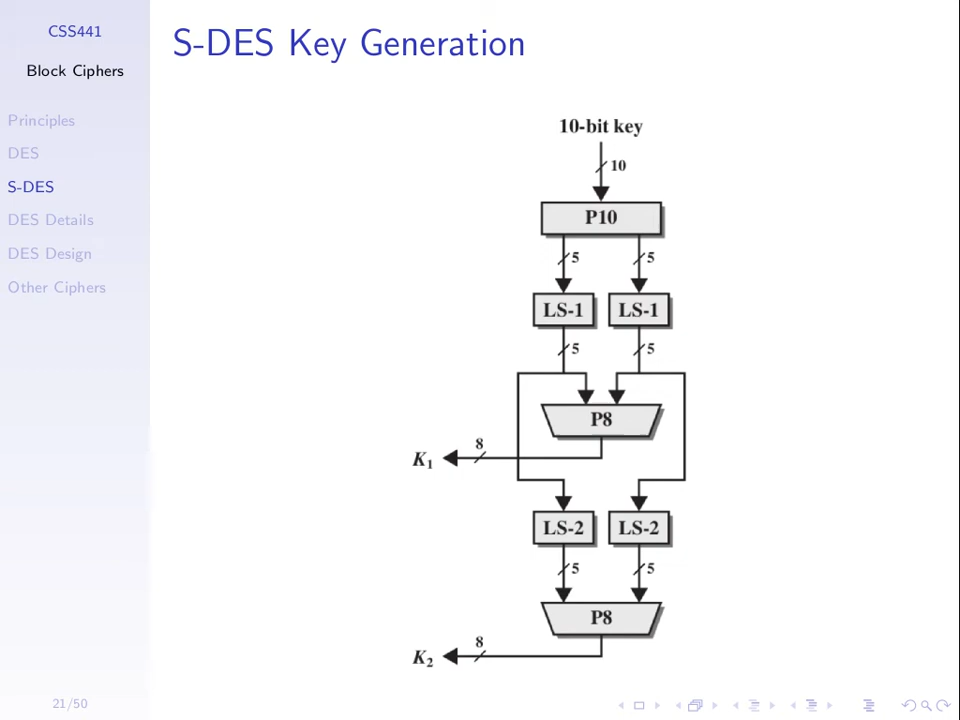 CSS441
Block Ciphers
Principles
DES
S-DES
DES Details
DES Design
Other Ciphers
S-DES Key Generation
10-bit key
10
P10
5 5
LS-1 LS-1
5 5
P8
8
K1
LS-2 LS-2
5 5
P8
8
K2
21/50